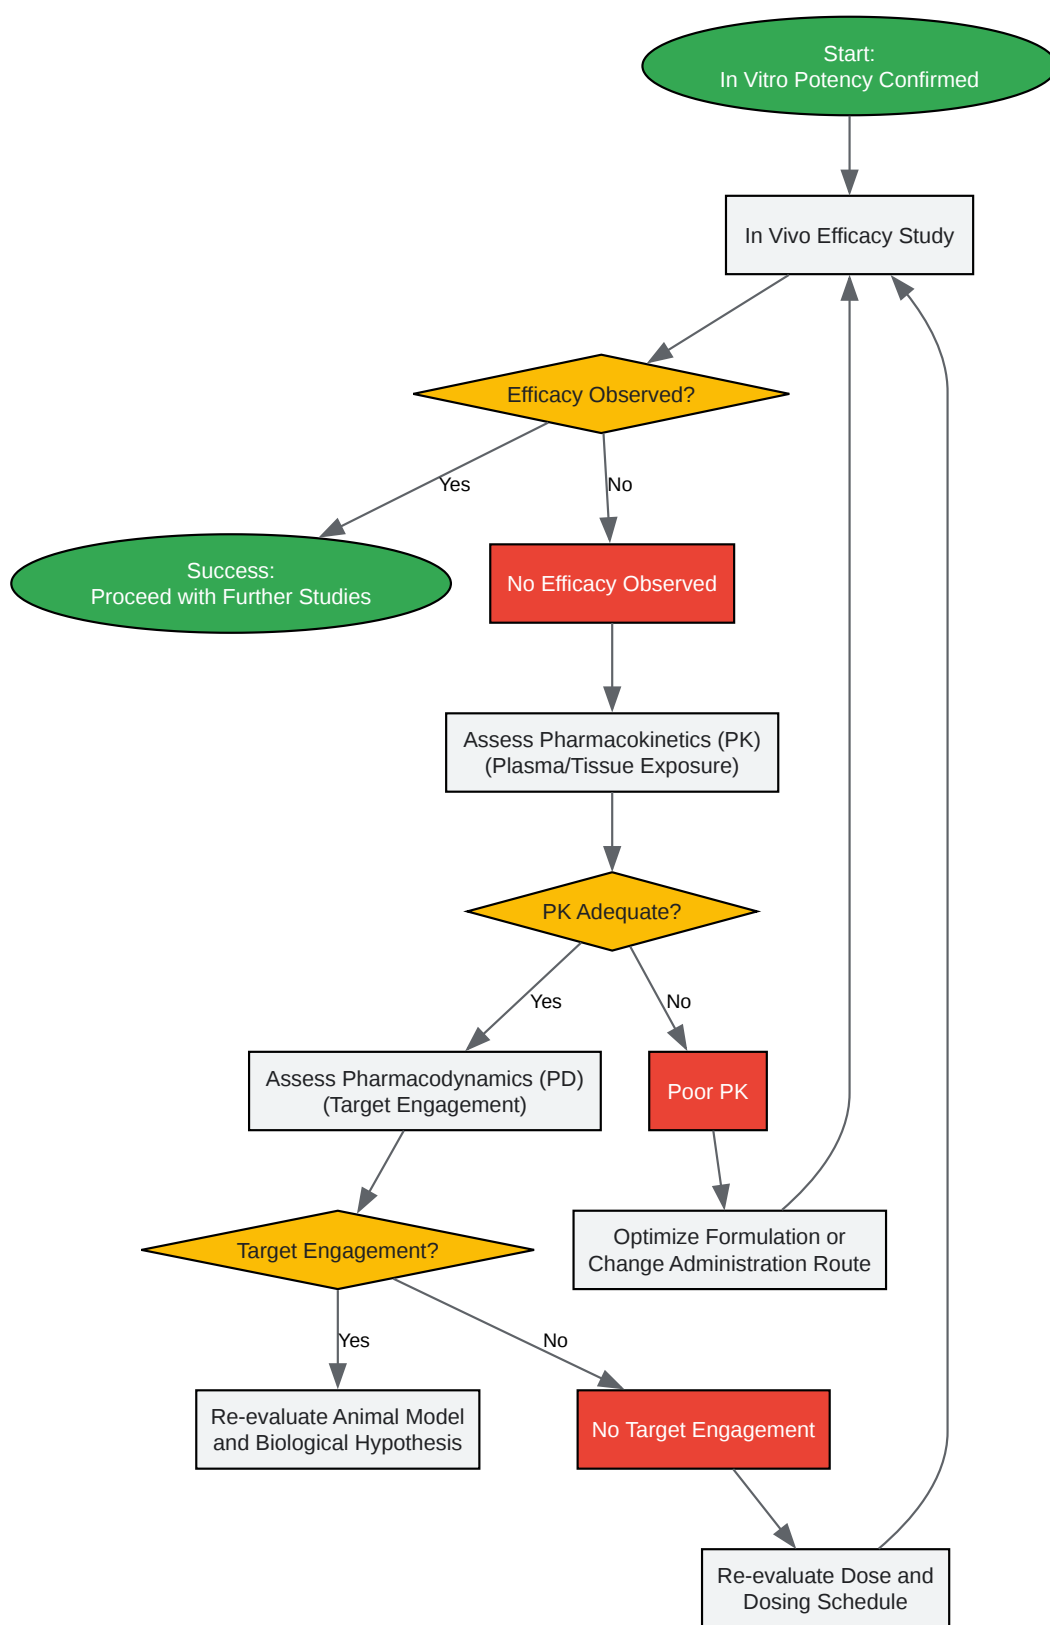 Start:
In Vitro Potency Confirmed
In Vivo Efficacy Study
Efficacy Observed?
Yes
No
Success:
Proceed with Further Studies
No Efficacy Observed
Assess Pharmacokinetics (PK)
(Plasma/Tissue Exposure)
PK Adequate?
Yes
No
Assess Pharmacodynamics (PD)
(Target Engagement)
Poor PK
Target Engagement?
Optimize Formulation or
Change Administration Route
Yes
No
Re-evaluate Animal Model
and Biological Hypothesis
No Target Engagement
Re-evaluate Dose and
Dosing Schedule